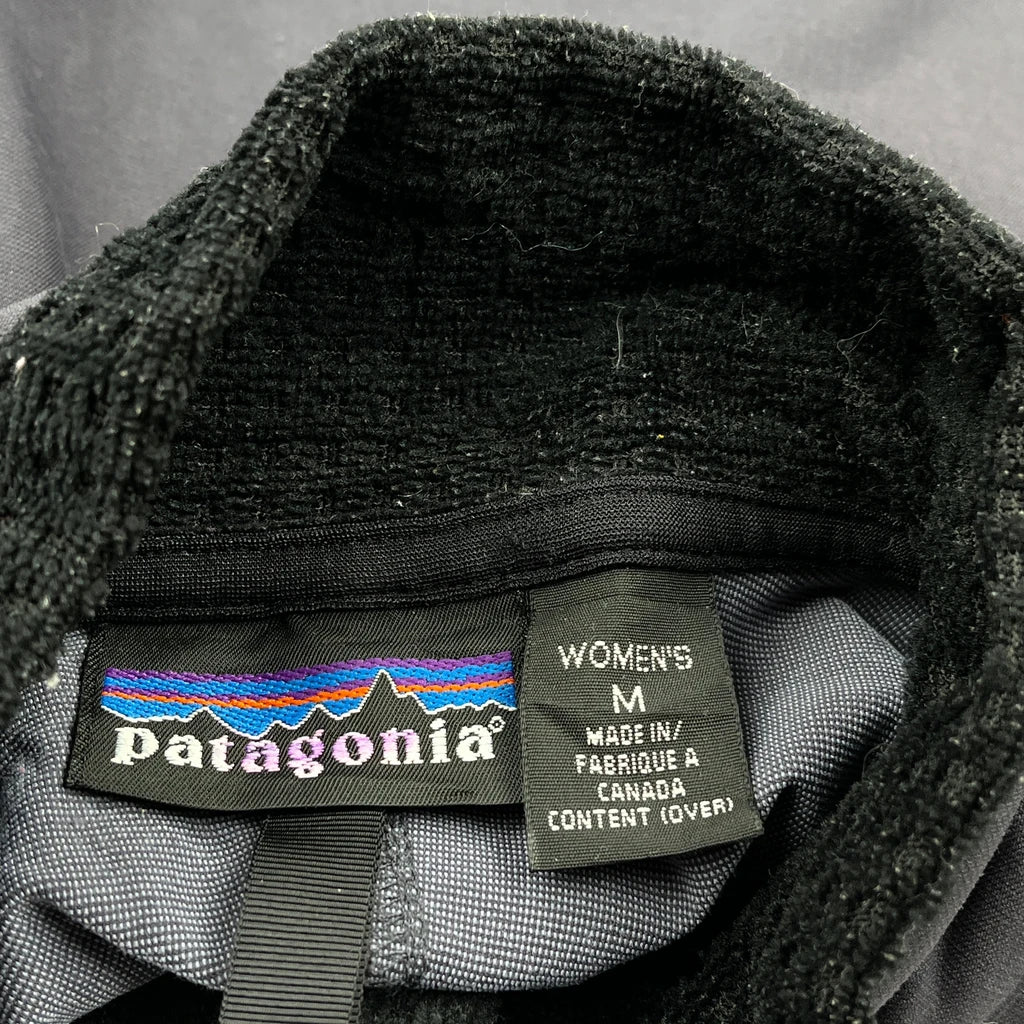 patagonia®
WOMEN'S
M
MADE IN/
FABRIQUE A
CANADA
CONTENT (OVER)